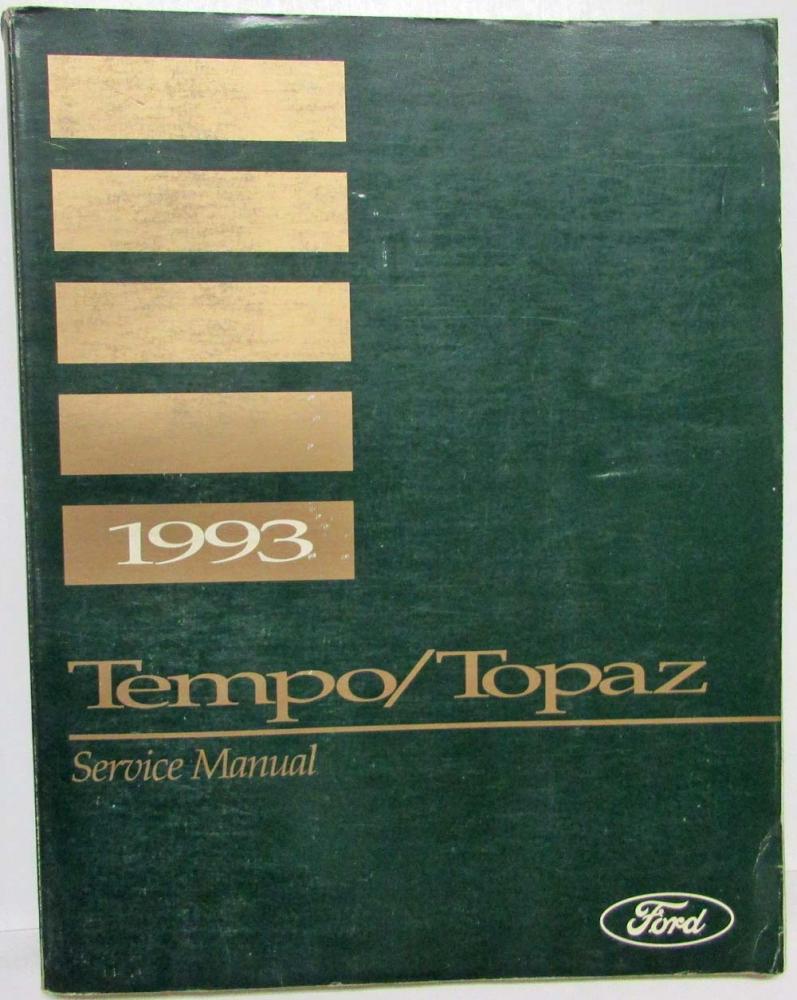 1993
Tempo/Topaz
Service Manual
Ford